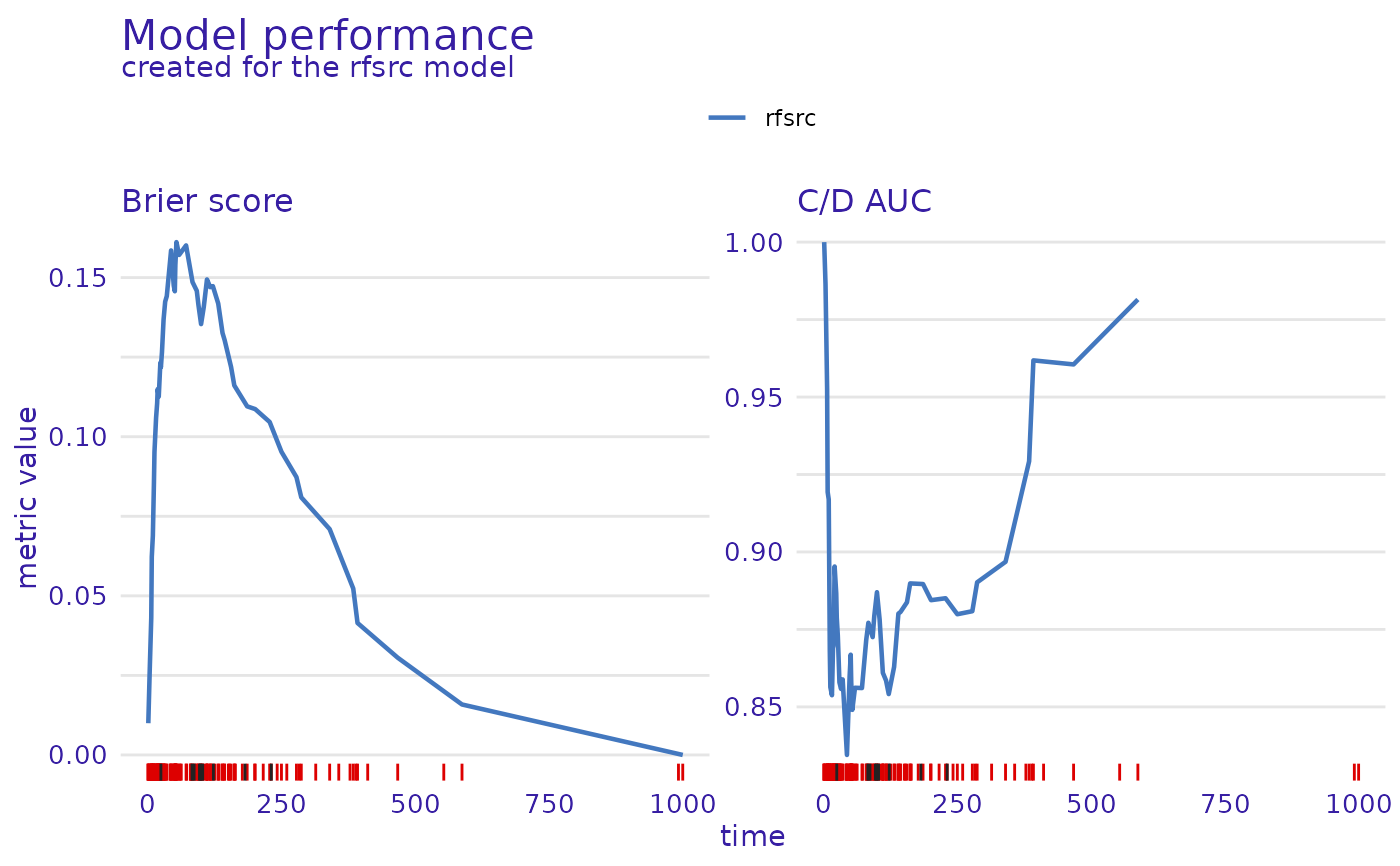 Model performance
created for the rfsrc model
rfsrc
Brier score
C/D AUC
metric value
0.15
0.10
0.05
0.00
1.00
0.95
0.90
0.85
0 250 500 750 1000
0 250 500 750 1000
time